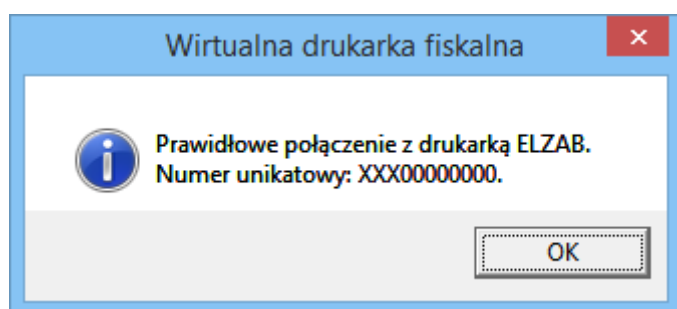 Wirtualna drukarka fiskalna
Prawidłowe połączenie z drukarką ELZAB.
Numer unikatowy: XXX00000000.
OK